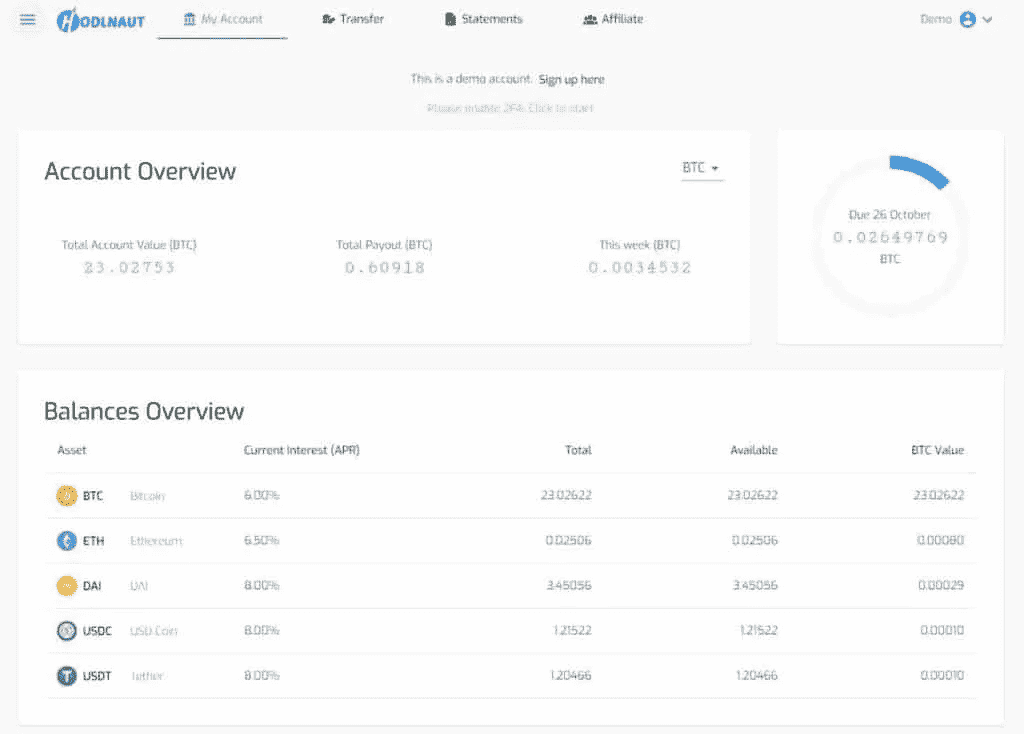 HODLNAUT My Account Transfer Statements Affiliate Demo
This is a demo account. Sign up here
Please enable 2FA. Click to start
Account Overview
BTC
Total Account Value (BTC) Total Payout (BTC) This week (BTC)
23.02753 0.60918 0.0034532
Due 26 October
0.02649769
BTC
Balances Overview
Asset Current Interest (APR) Total Available BTC Value
BTC Bitcoin 6.00% 23.02622 23.02622 23.02622
ETH Ethereum 6.50% 0.02506 0.02506 0.00080
DAI DAI 8.00% 3.45056 3.45056 0.00029
USDC USD Coin 8.00% 1.21522 1.21522 0.00010
USDT Tether 8.00% 1.20466 1.20466 0.00010